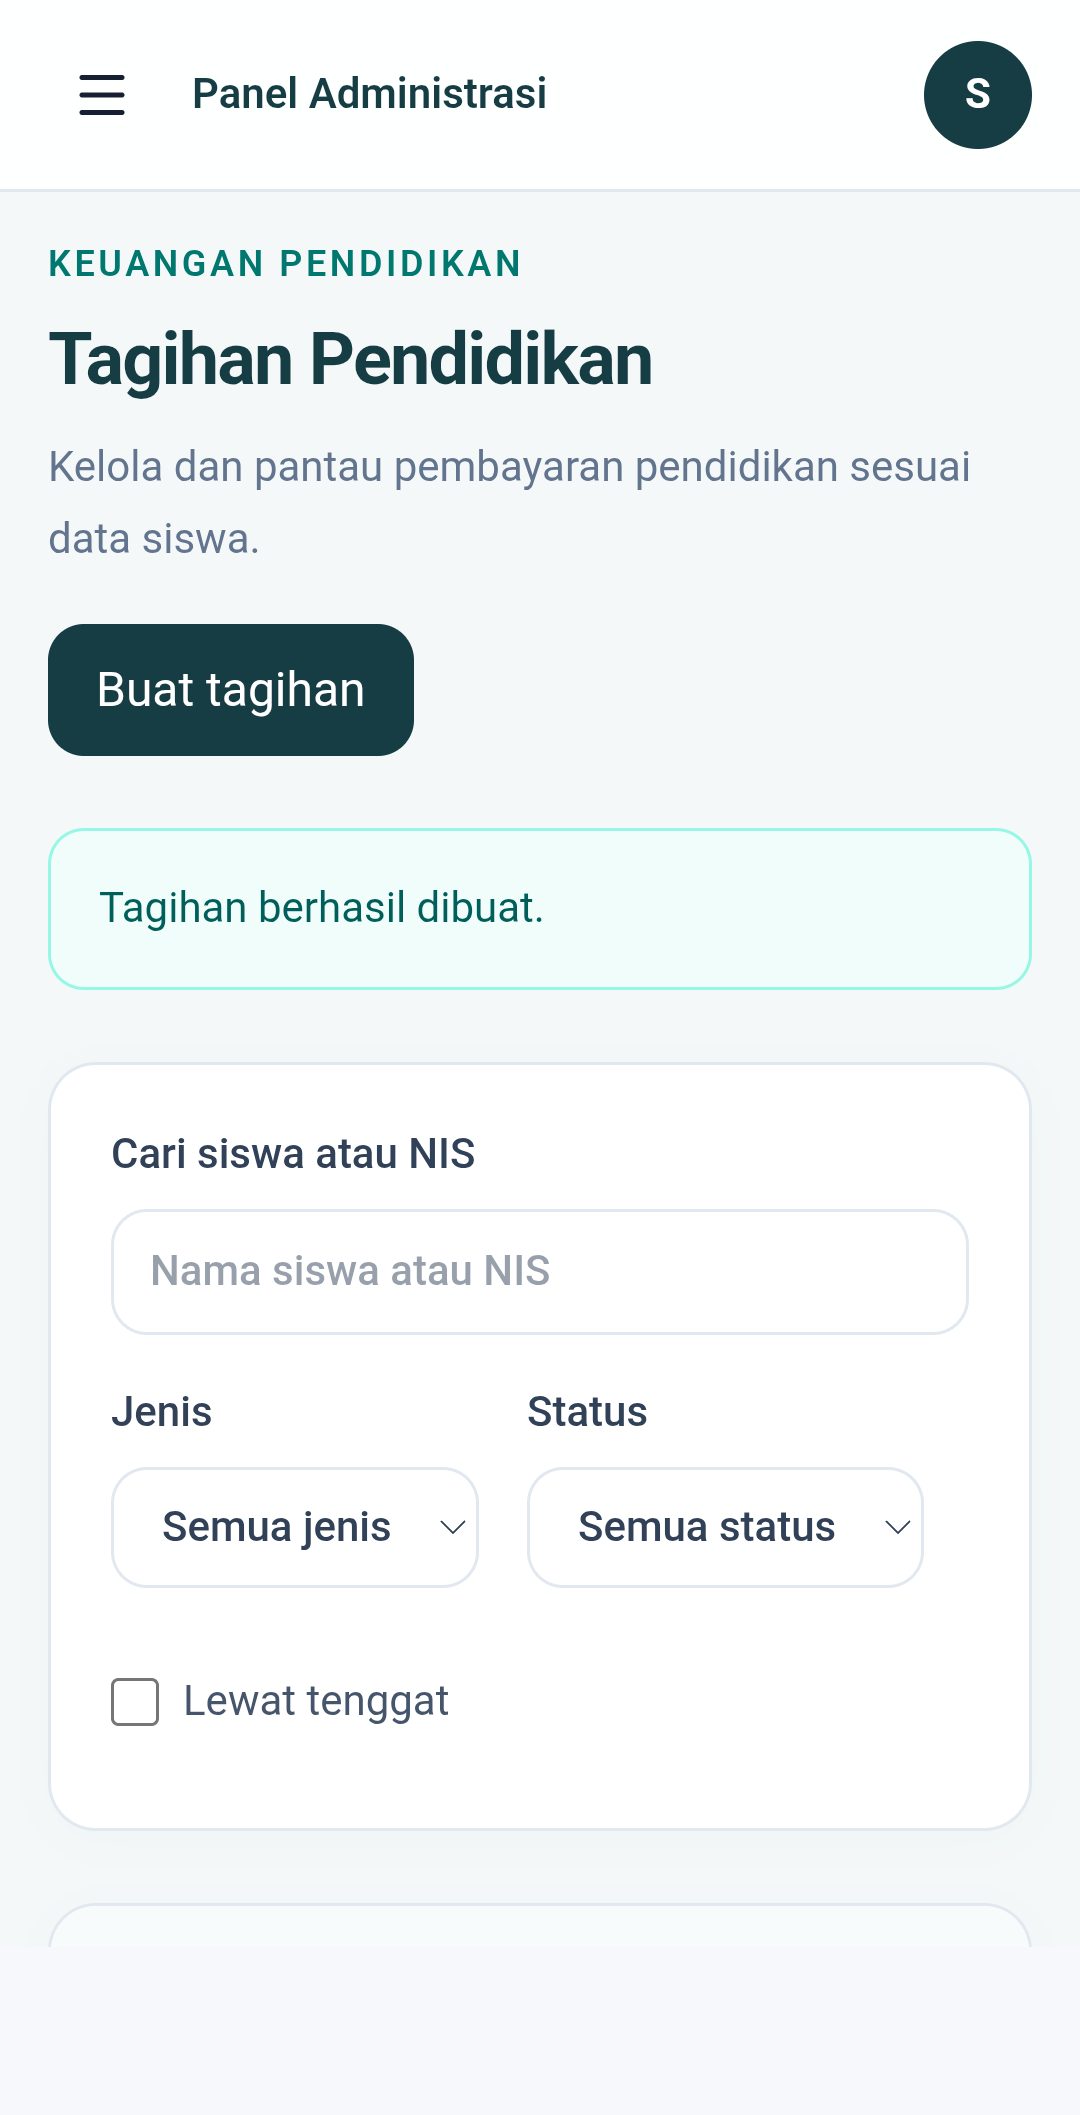 Panel Administrasi
S
KEUANGAN PENDIDIKAN
Tagihan Pendidikan
Kelola dan pantau pembayaran pendidikan sesuai
data siswa.
Buat tagihan
Tagihan berhasil dibuat.
Cari siswa atau NIS
Nama siswa atau NIS
Jenis
Status
Semua jenis
Semua status
Lewat tenggat